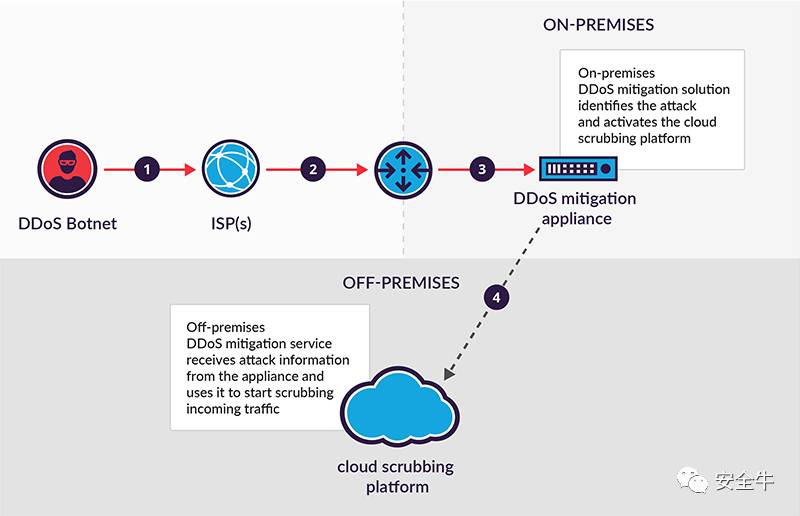 ON-PREMISES
On-premises
DDoS mitigation solution
identifies the attack
and activates the cloud
scrubbing platform
1
2
3
DDoS Botnet
ISP(s)
DDoS mitigation
appliance
OFF-PREMISES
4
Off-premises
DDoS mitigation service
receives attack information
from the appliance and
uses it to start scrubbing
incoming traffic
cloud scrubbing
platform
安全牛